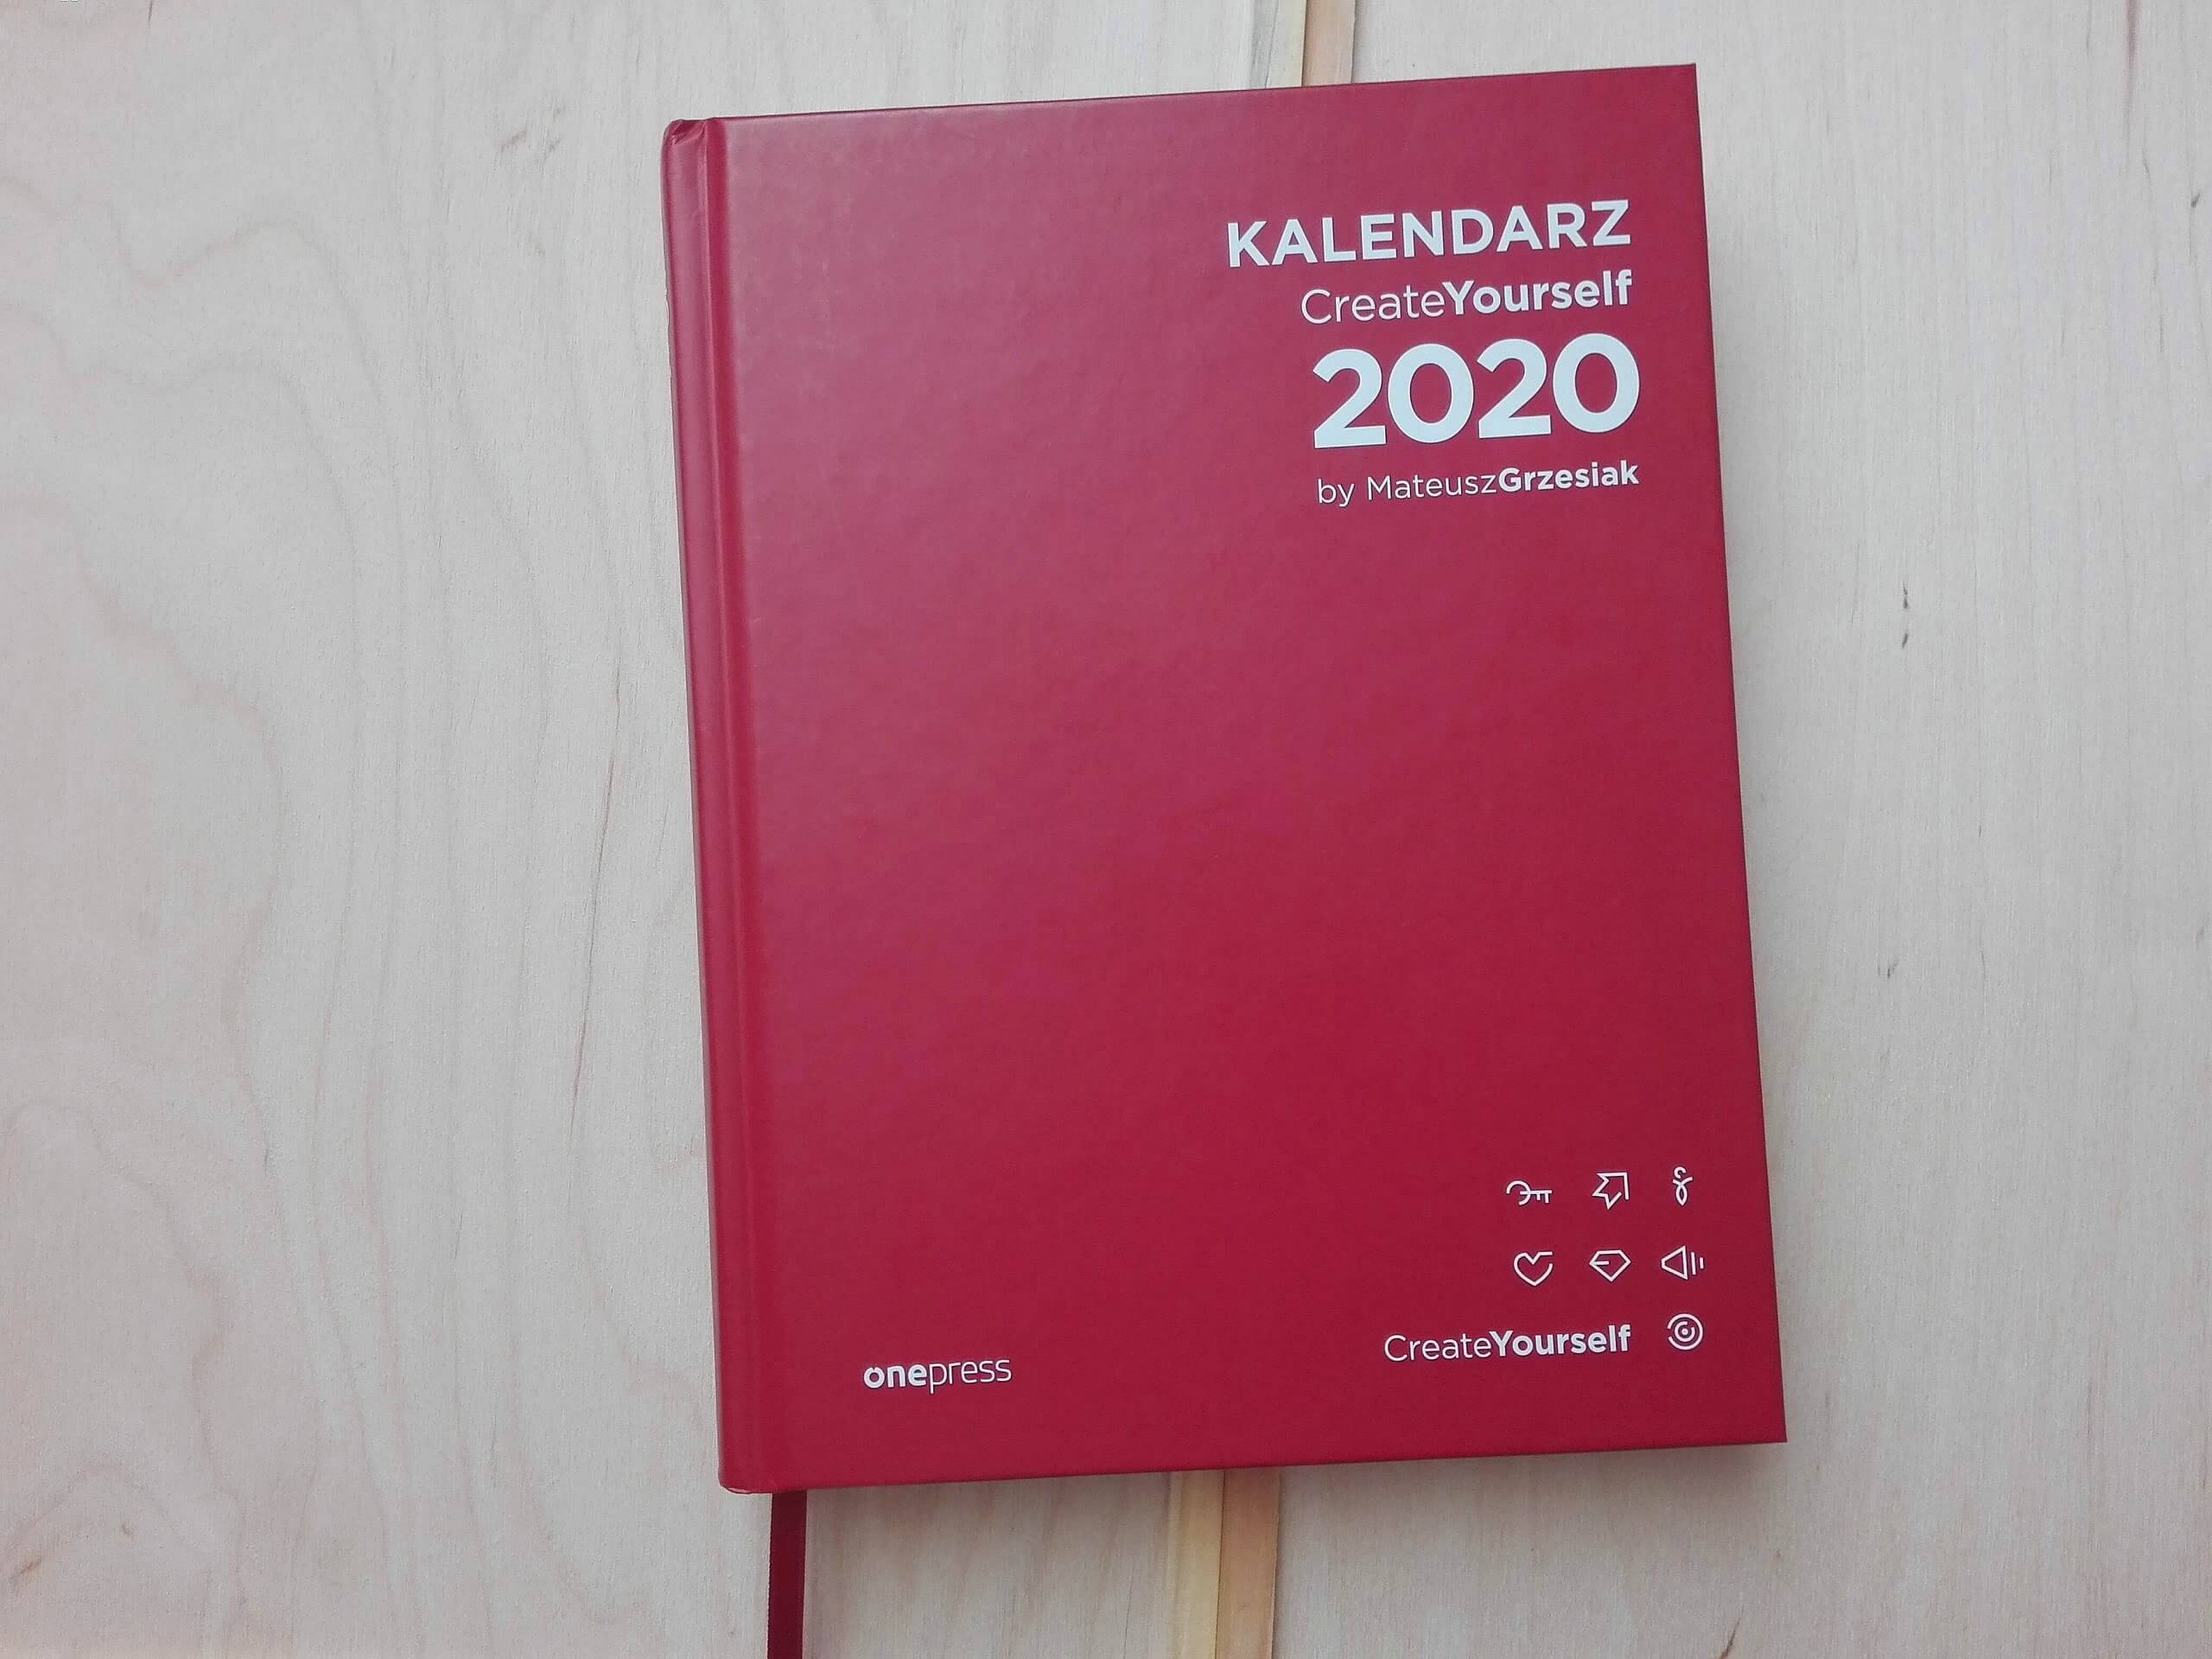 KALENDARZ
CreateYourself
2020
by MateuszGrzesiak
CreateYourself
onepress